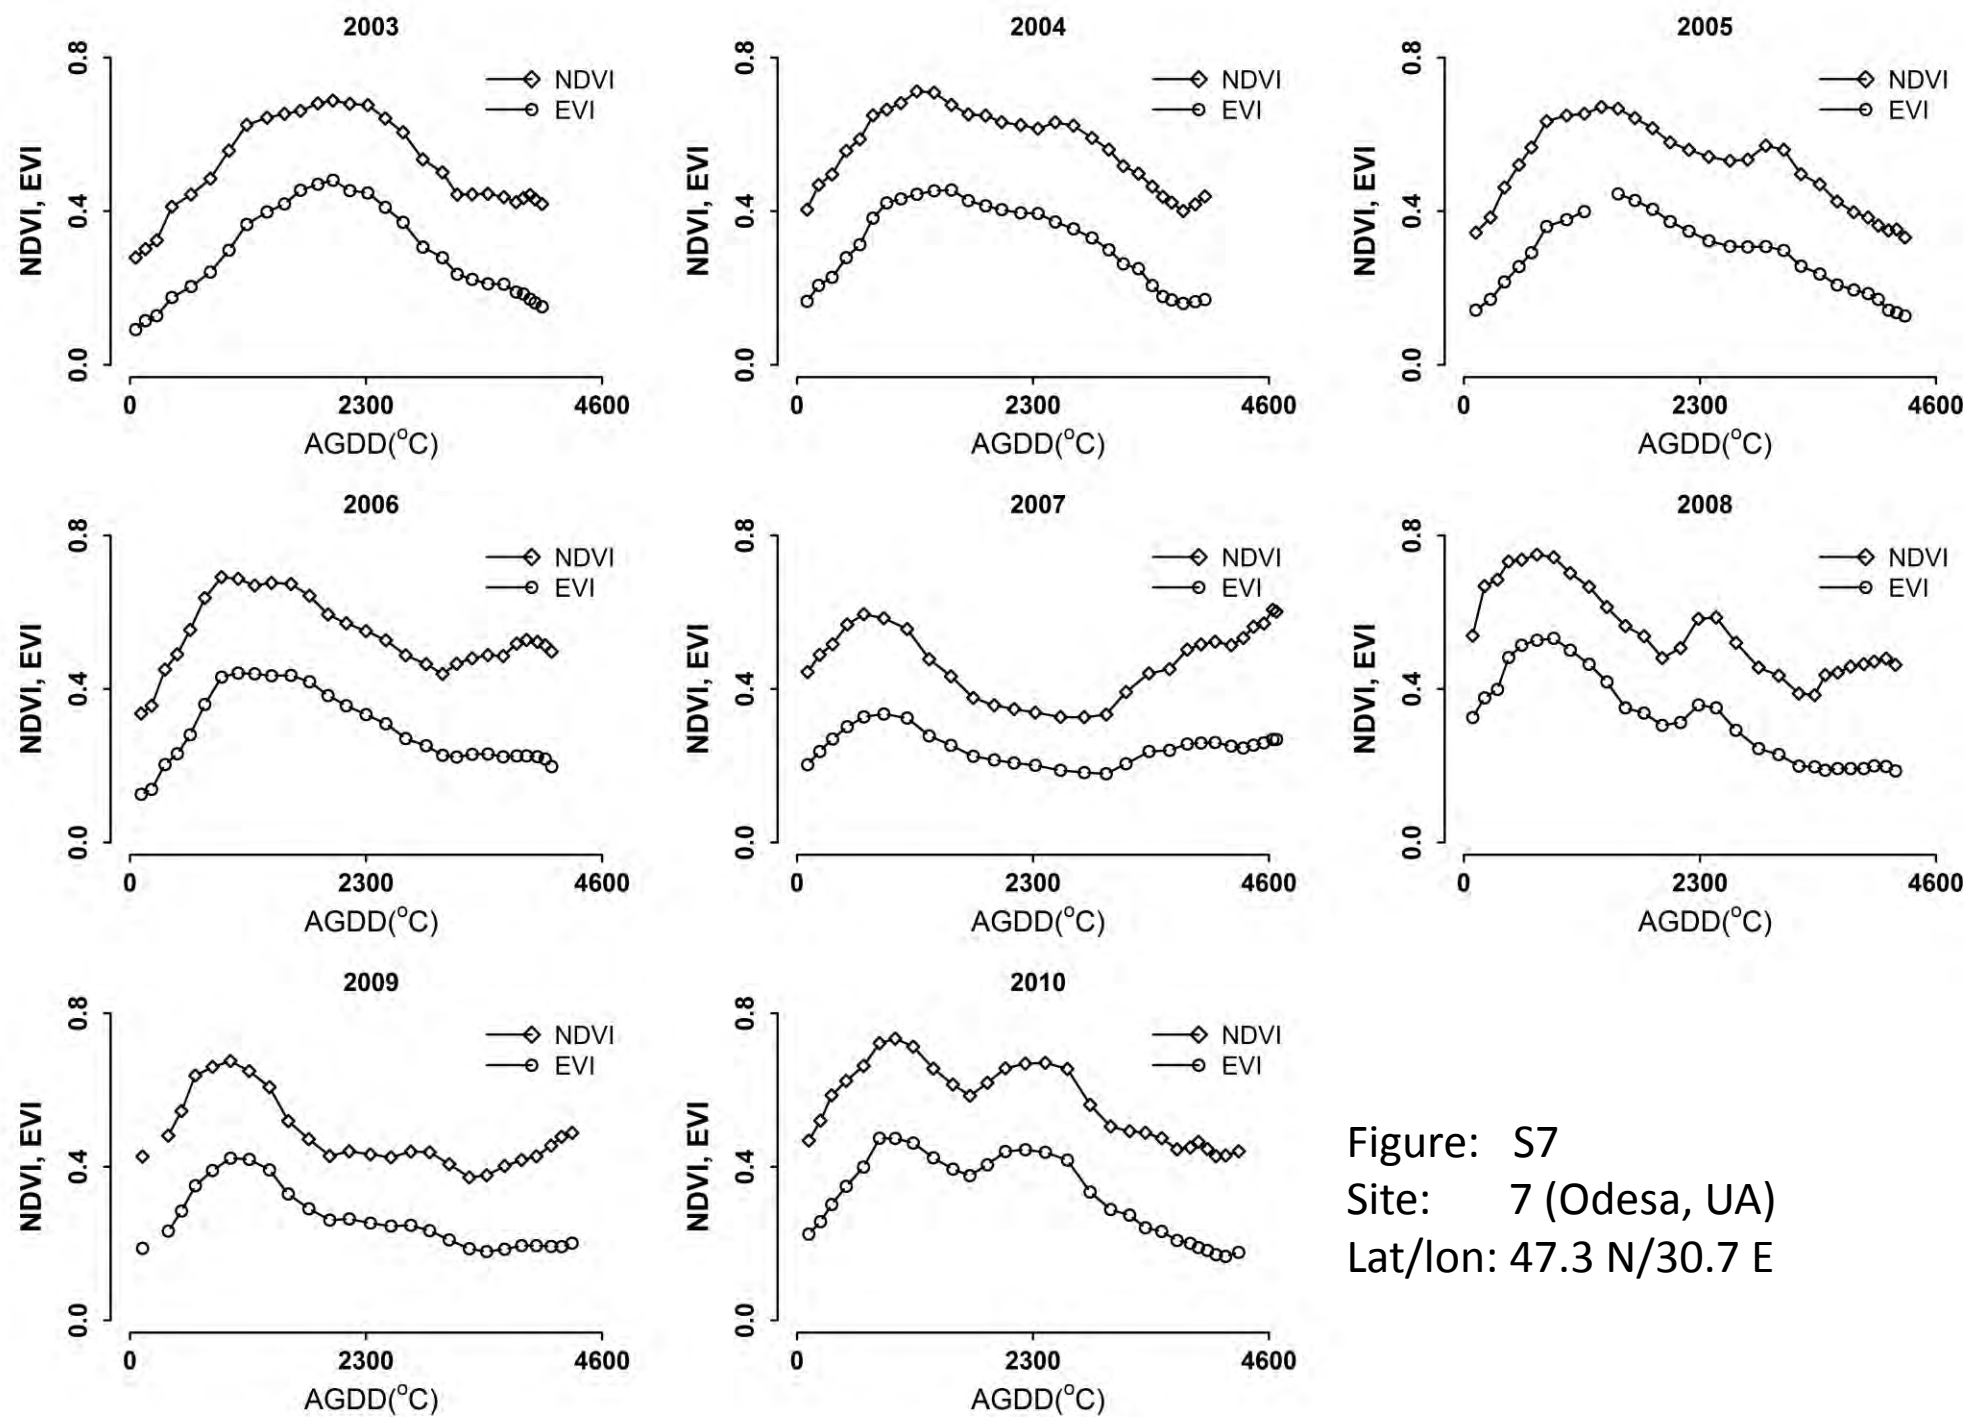 2003
0.8
0.4
0.0
NDVI, EVI
NDVI
EVI
0 2300 4600
AGDD(°C)
2004
0.8
0.4
0.0
NDVI, EVI
NDVI
EVI
0 2300 4600
AGDD(°C)
2005
0.8
0.4
0.0
NDVI, EVI
NDVI
EVI
0 2300 4600
AGDD(°C)
2006
0.8
0.4
0.0
NDVI, EVI
NDVI
EVI
0 2300 4600
AGDD(°C)
2007
0.8
0.4
0.0
NDVI, EVI
NDVI
EVI
0 2300 4600
AGDD(°C)
2008
0.8
0.4
0.0
NDVI, EVI
NDVI
EVI
0 2300 4600
AGDD(°C)
2009
0.8
0.4
0.0
NDVI, EVI
NDVI
EVI
0 2300 4600
AGDD(°C)
2010
0.8
0.4
0.0
NDVI, EVI
NDVI
EVI
0 2300 4600
AGDD(°C)
Figure: S7
Site: 7 (Odesa, UA)
Lat/lon: 47.3 N/30.7 E